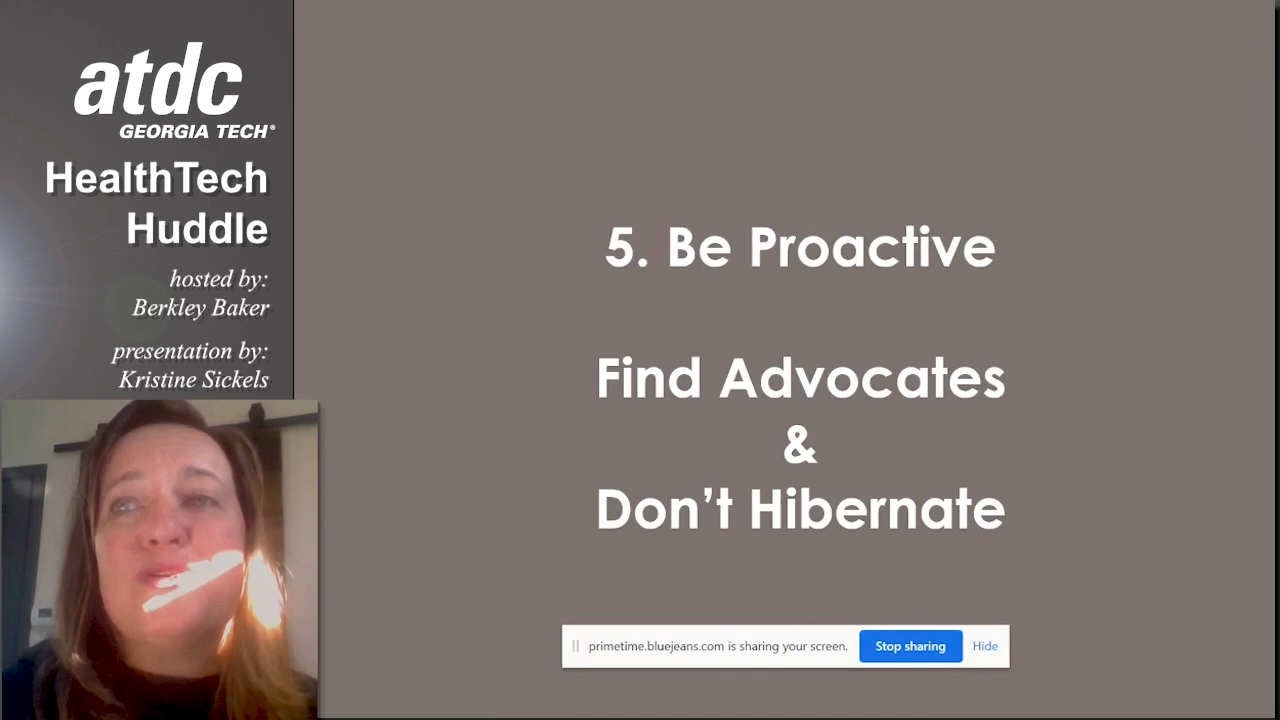 atdc
GEORGIA TECH®
HealthTech
Huddle
hosted by:
Berkley Baker
presentation by:
Kristine Sickels
5. Be Proactive
Find Advocates
&
Don’t Hibernate
primetime.bluejeans.com is sharing your screen.
Stop sharing
Hide